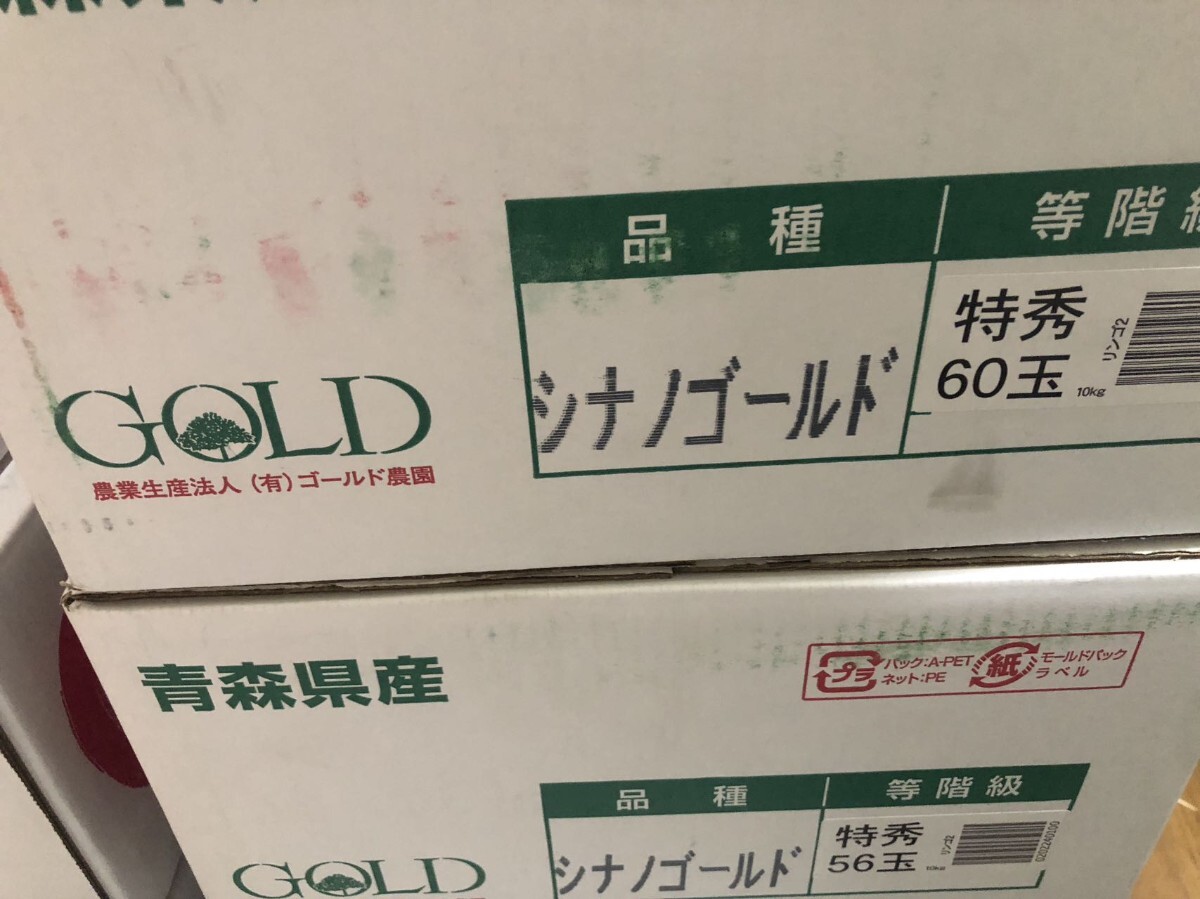 品種 等階級
シナノゴールド
特秀
60玉
10kg
リンゴ2
GOLD
農業生産法人 (有) ゴールド農園
青森県産
プラ
パック:A-PET
ネット:PE
紙
モールドパック
ラベル
品種 等階級
シナノゴールド
特秀
56玉
10kg
リンゴ2
GOLD